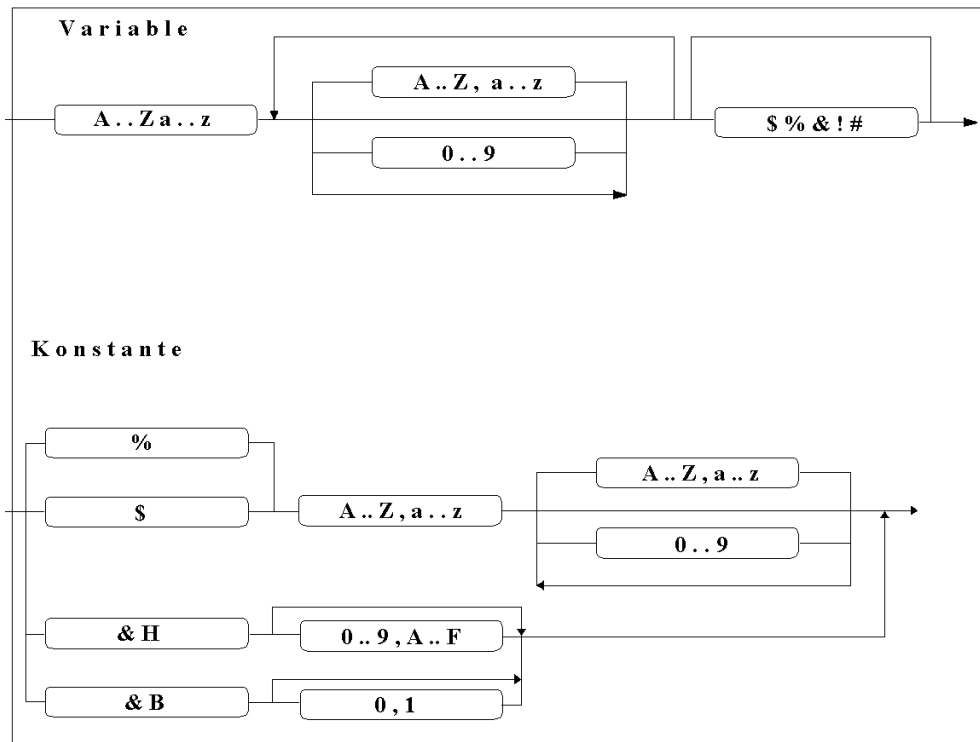 Variable
A..Z, a..z
A..Za..z
$%&!#
0..9
Konstante
%
A..Z,a..z
$
A..Z,a..z
0..9
&H
0..9,A..F
&B
0,1